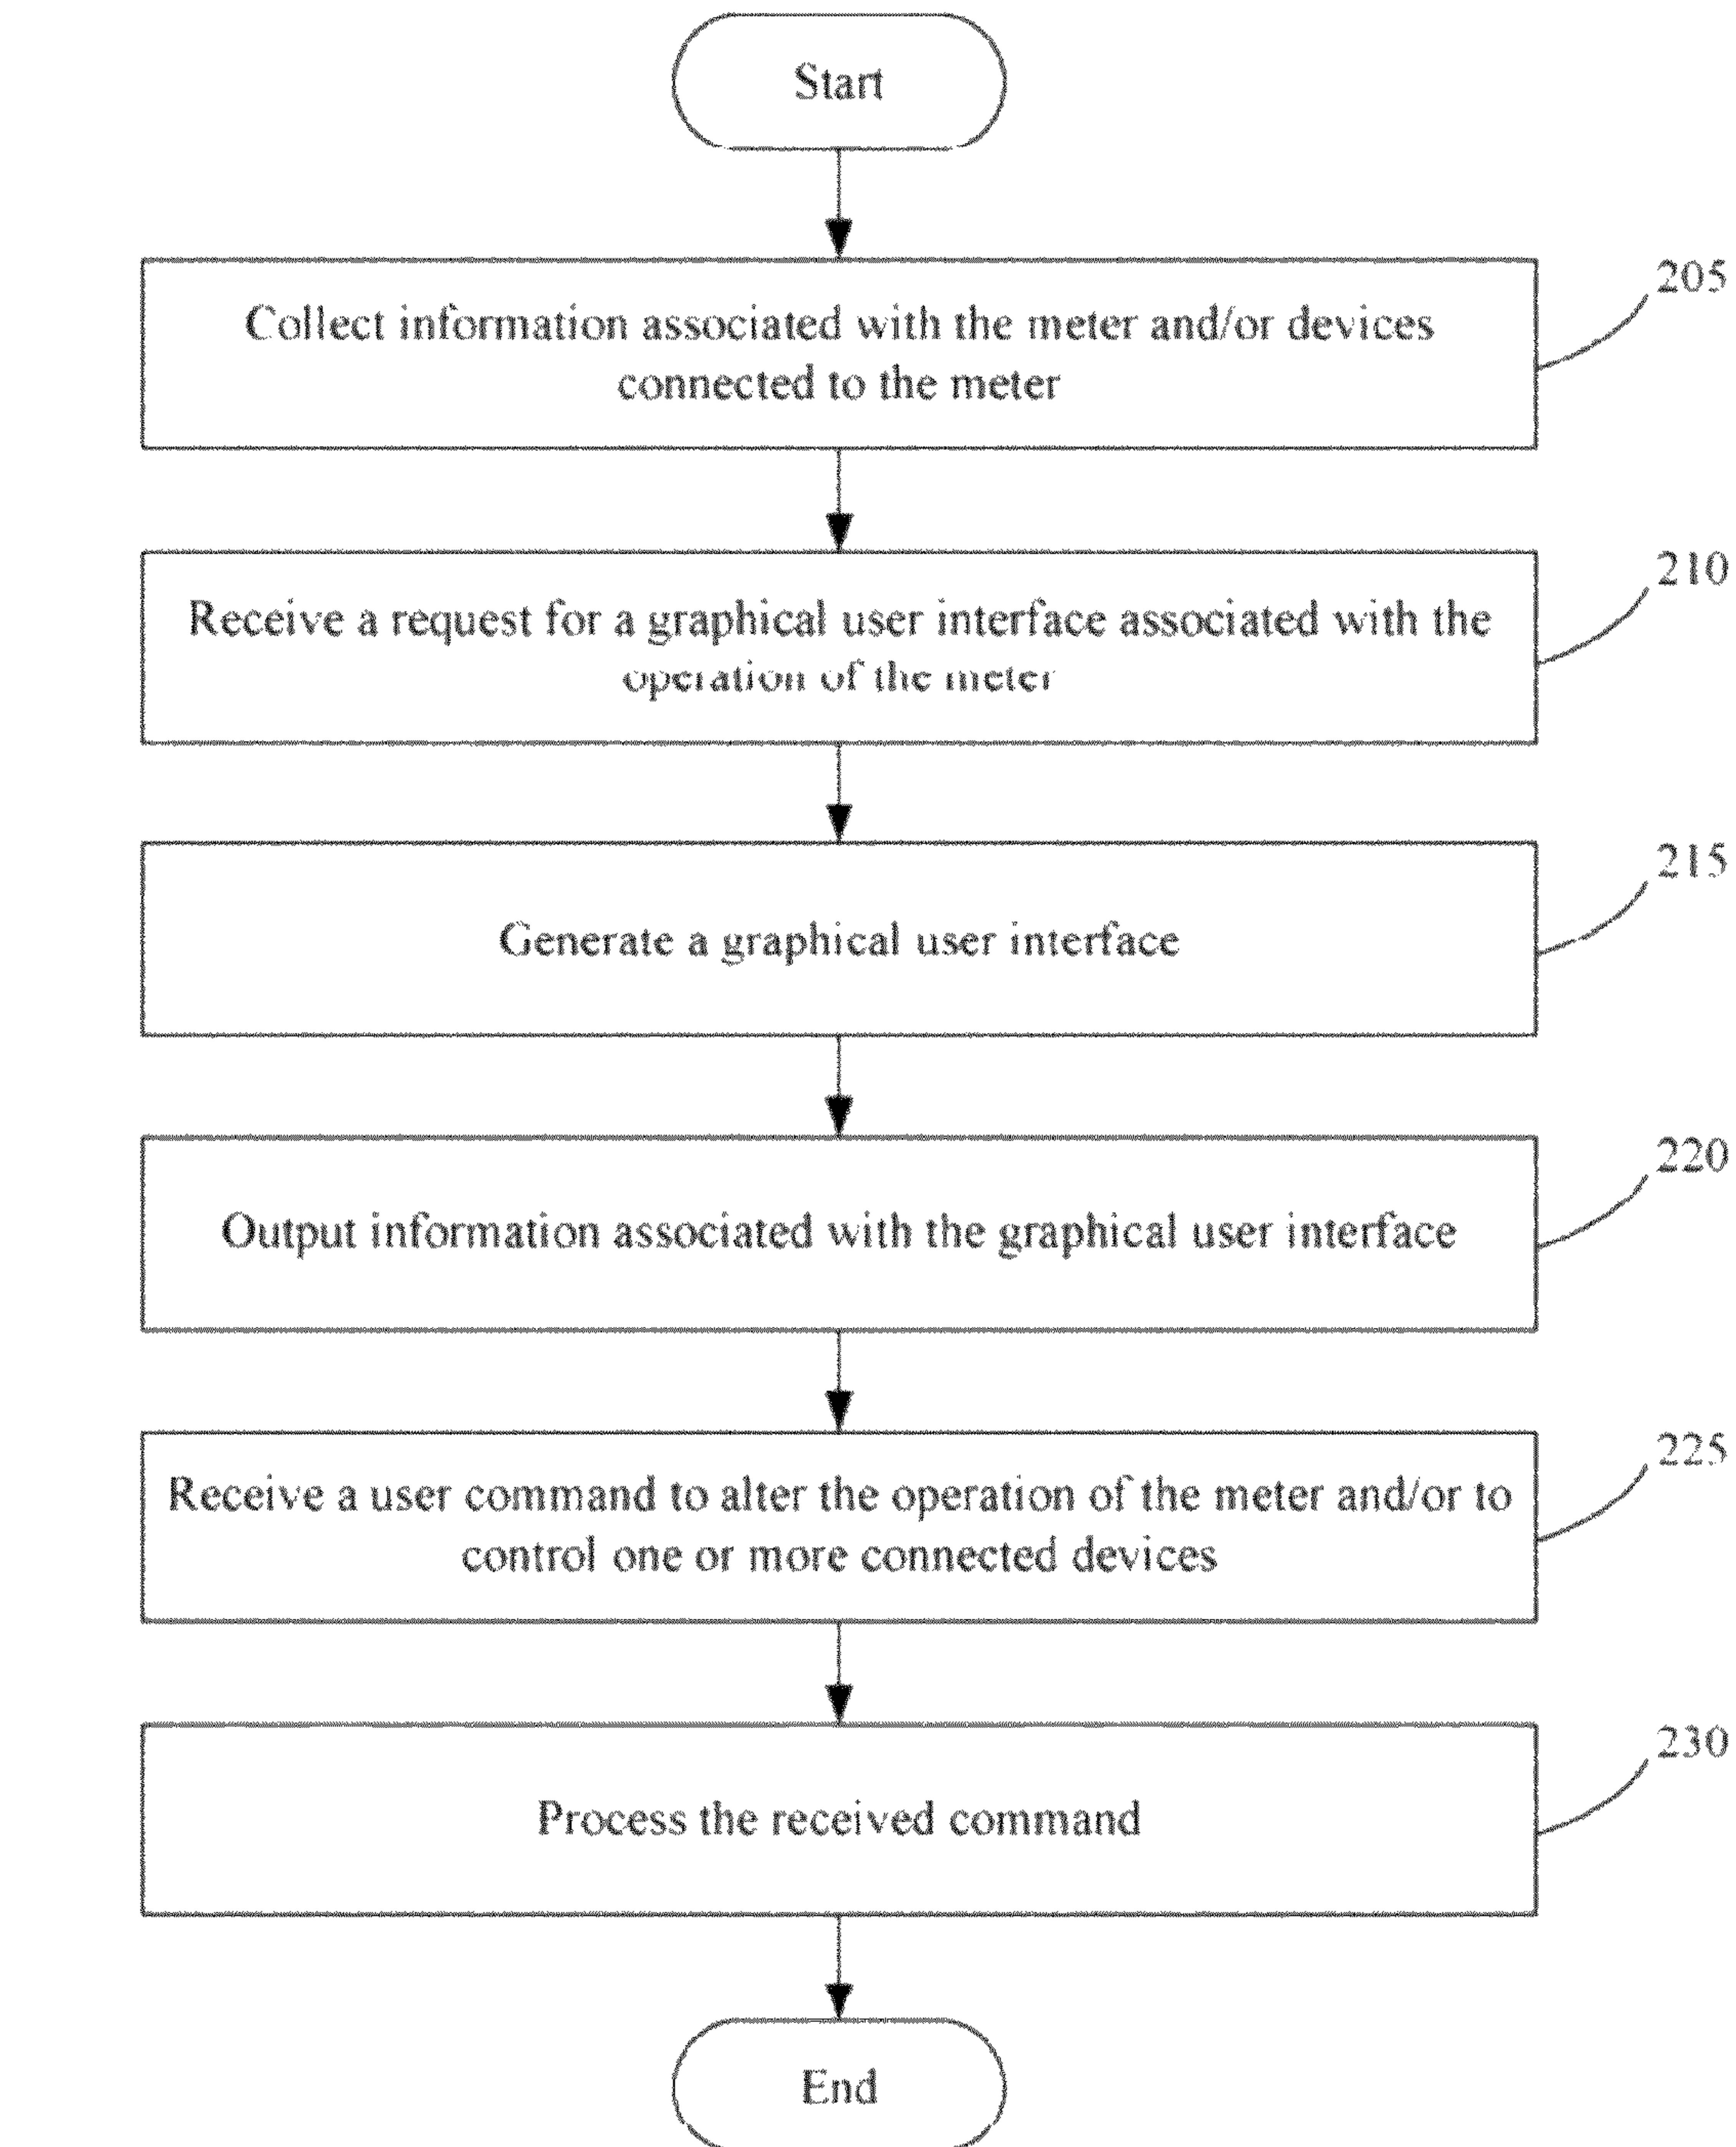 Start
205
Collect information associated with the meter and/or devices
connected to the meter
210
Receive a request for a graphical user interface associated with the
operation of the meter
215
Generate a graphical user interface
220
Output information associated with the graphical user interface
225
Receive a user command to alter the operation of the meter and/or to
control one or more connected devices
230
Process the received command
End